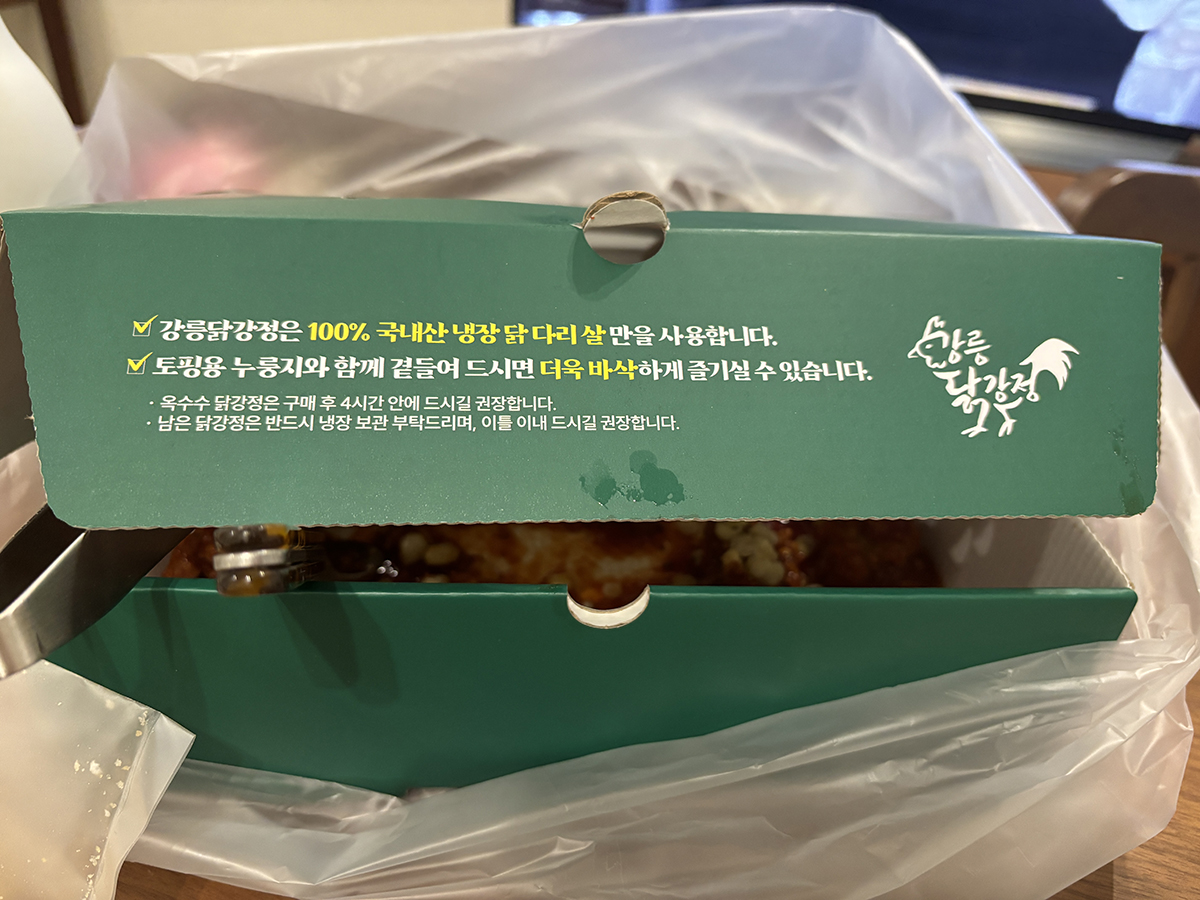 강릉닭강정은 100% 국내산 냉장 닭 다리 살 만을 사용합니다.
토핑용 누룽지와 함께 곁들여 드시면 더욱 바삭하게 즐기실 수 있습니다.
· 옥수수 닭강정은 구매 후 4시간 안에 드시길 권장합니다.
· 남은 닭강정은 반드시 냉장 보관 부탁드리며, 이틀 이내 드시길 권장합니다.
강릉
닭강정